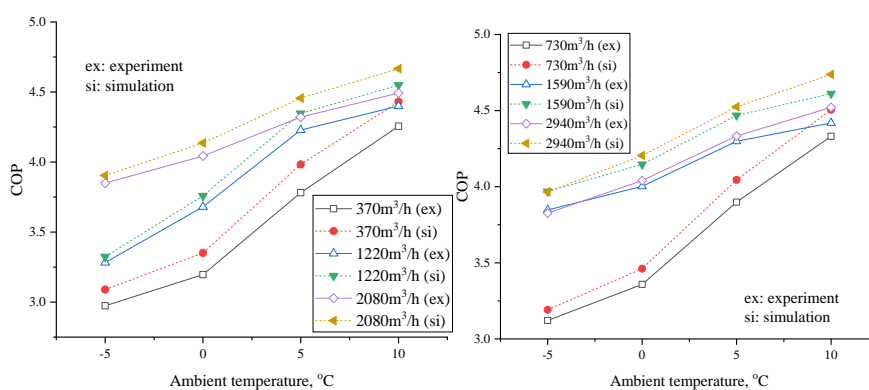 5.0
4.5
4.0
3.5
3.0
COP
ex: experiment
si: simulation
370m³/h (ex)
370m³/h (si)
1220m³/h (ex)
1220m³/h (si)
2080m³/h (ex)
2080m³/h (si)
-5 0 5 10
Ambient temperature, °C
5.0
4.5
4.0
3.5
3.0
COP
730m³/h (ex)
730m³/h (si)
1590m³/h (ex)
1590m³/h (si)
2940m³/h (ex)
2940m³/h (si)
ex: experiment
si: simulation
-5 0 5 10
Ambient temperature, °C